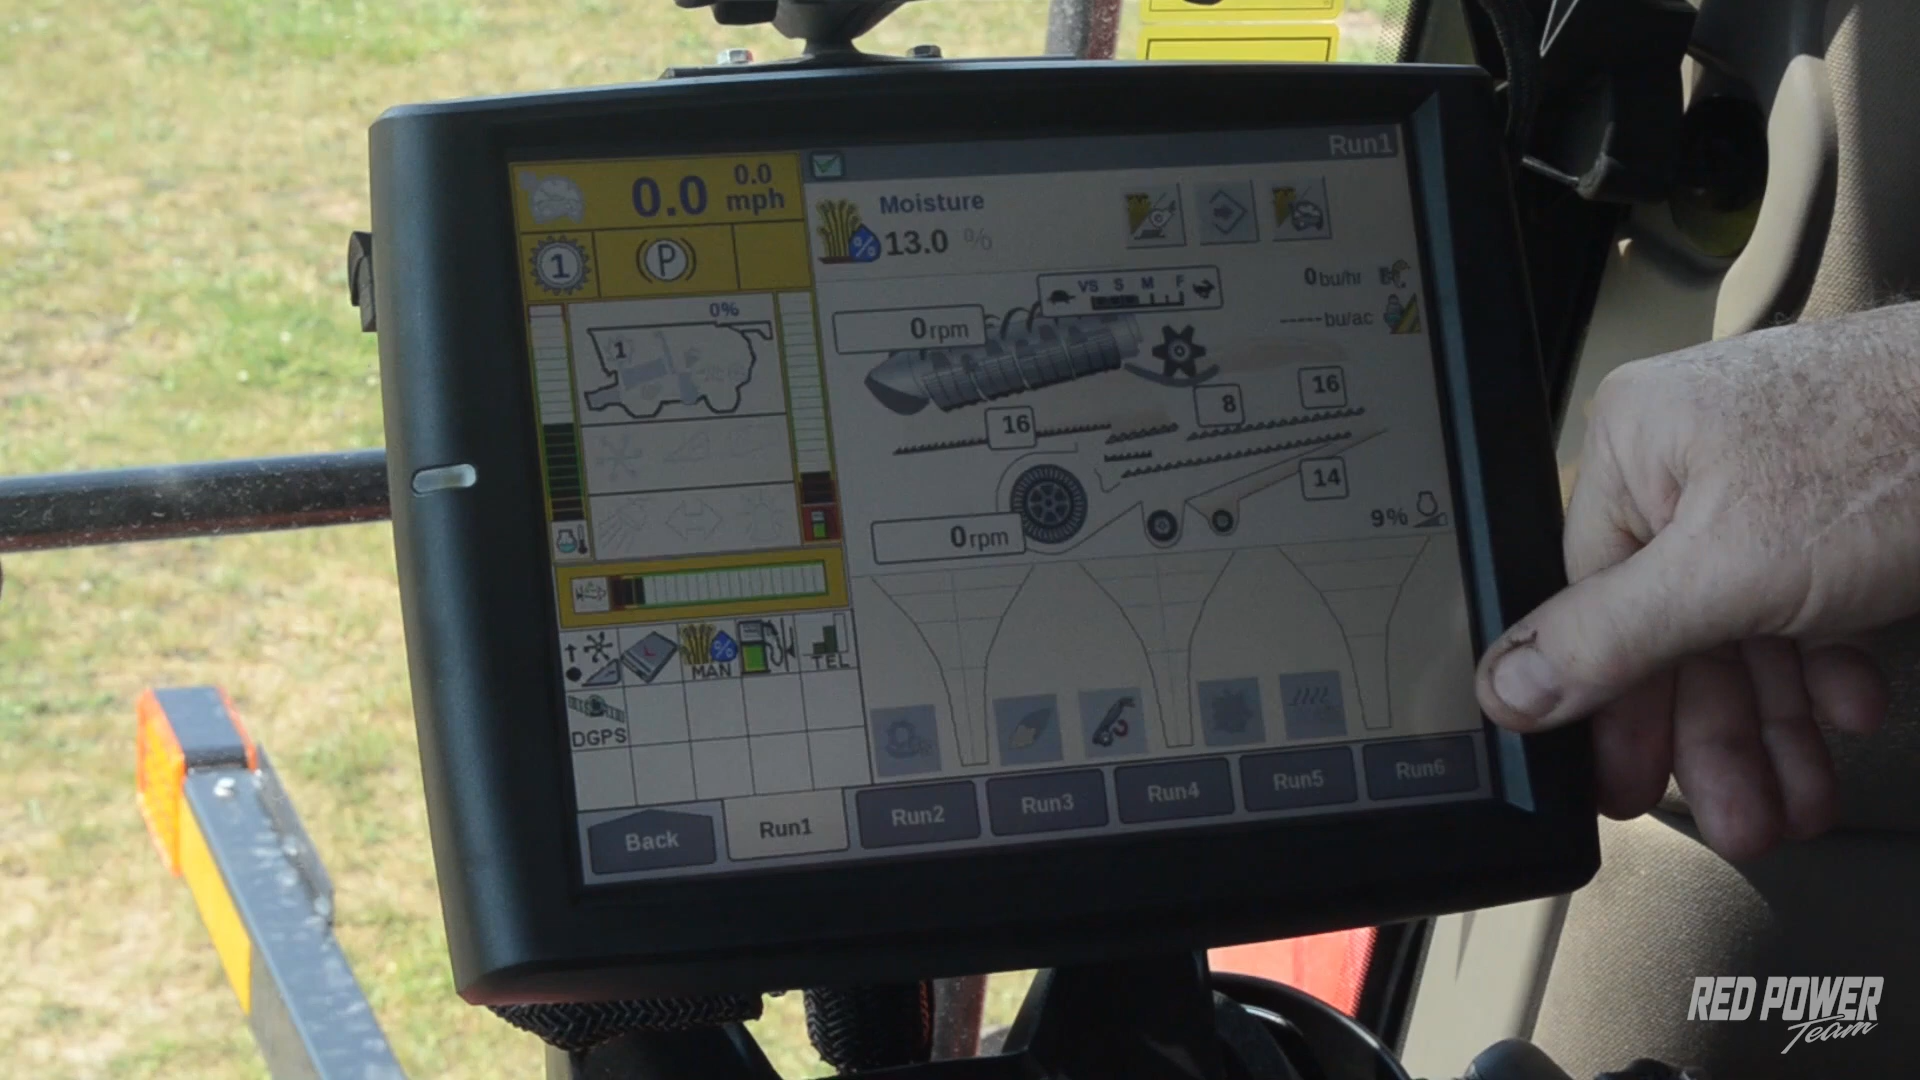 Run1
0.0
0.0
mph
1
P
Moisture
13.0 %
0%
1
VS S M F
0 bu/hr
-----bu/ac
0 rpm
16
8
16
14
0 rpm
9%
MAN
TEL
DGPS
Back
Run1
Run2
Run3
Run4
Run5
Run6
RED POWER
Team